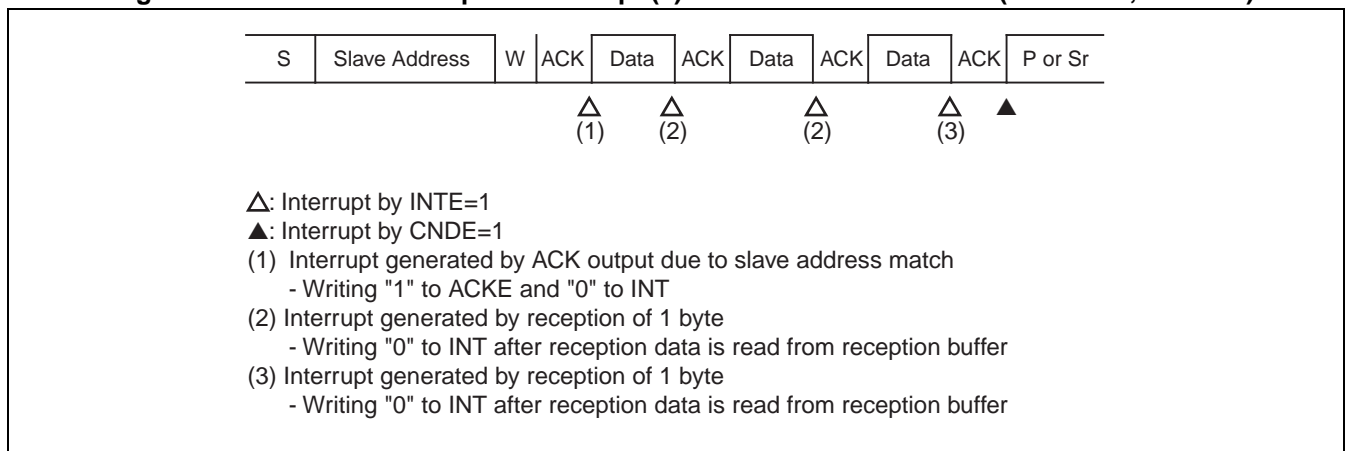 S Slave Address W ACK Data ACK Data ACK Data ACK P or Sr
(1) (2) (2) (3)
△: Interrupt by INTE=1
▲: Interrupt by CNDE=1
(1) Interrupt generated by ACK output due to slave address match
- Writing "1" to ACKE and "0" to INT
(2) Interrupt generated by reception of 1 byte
- Writing "0" to INT after reception data is read from reception buffer
(3) Interrupt generated by reception of 1 byte
- Writing "0" to INT after reception data is read from reception buffer